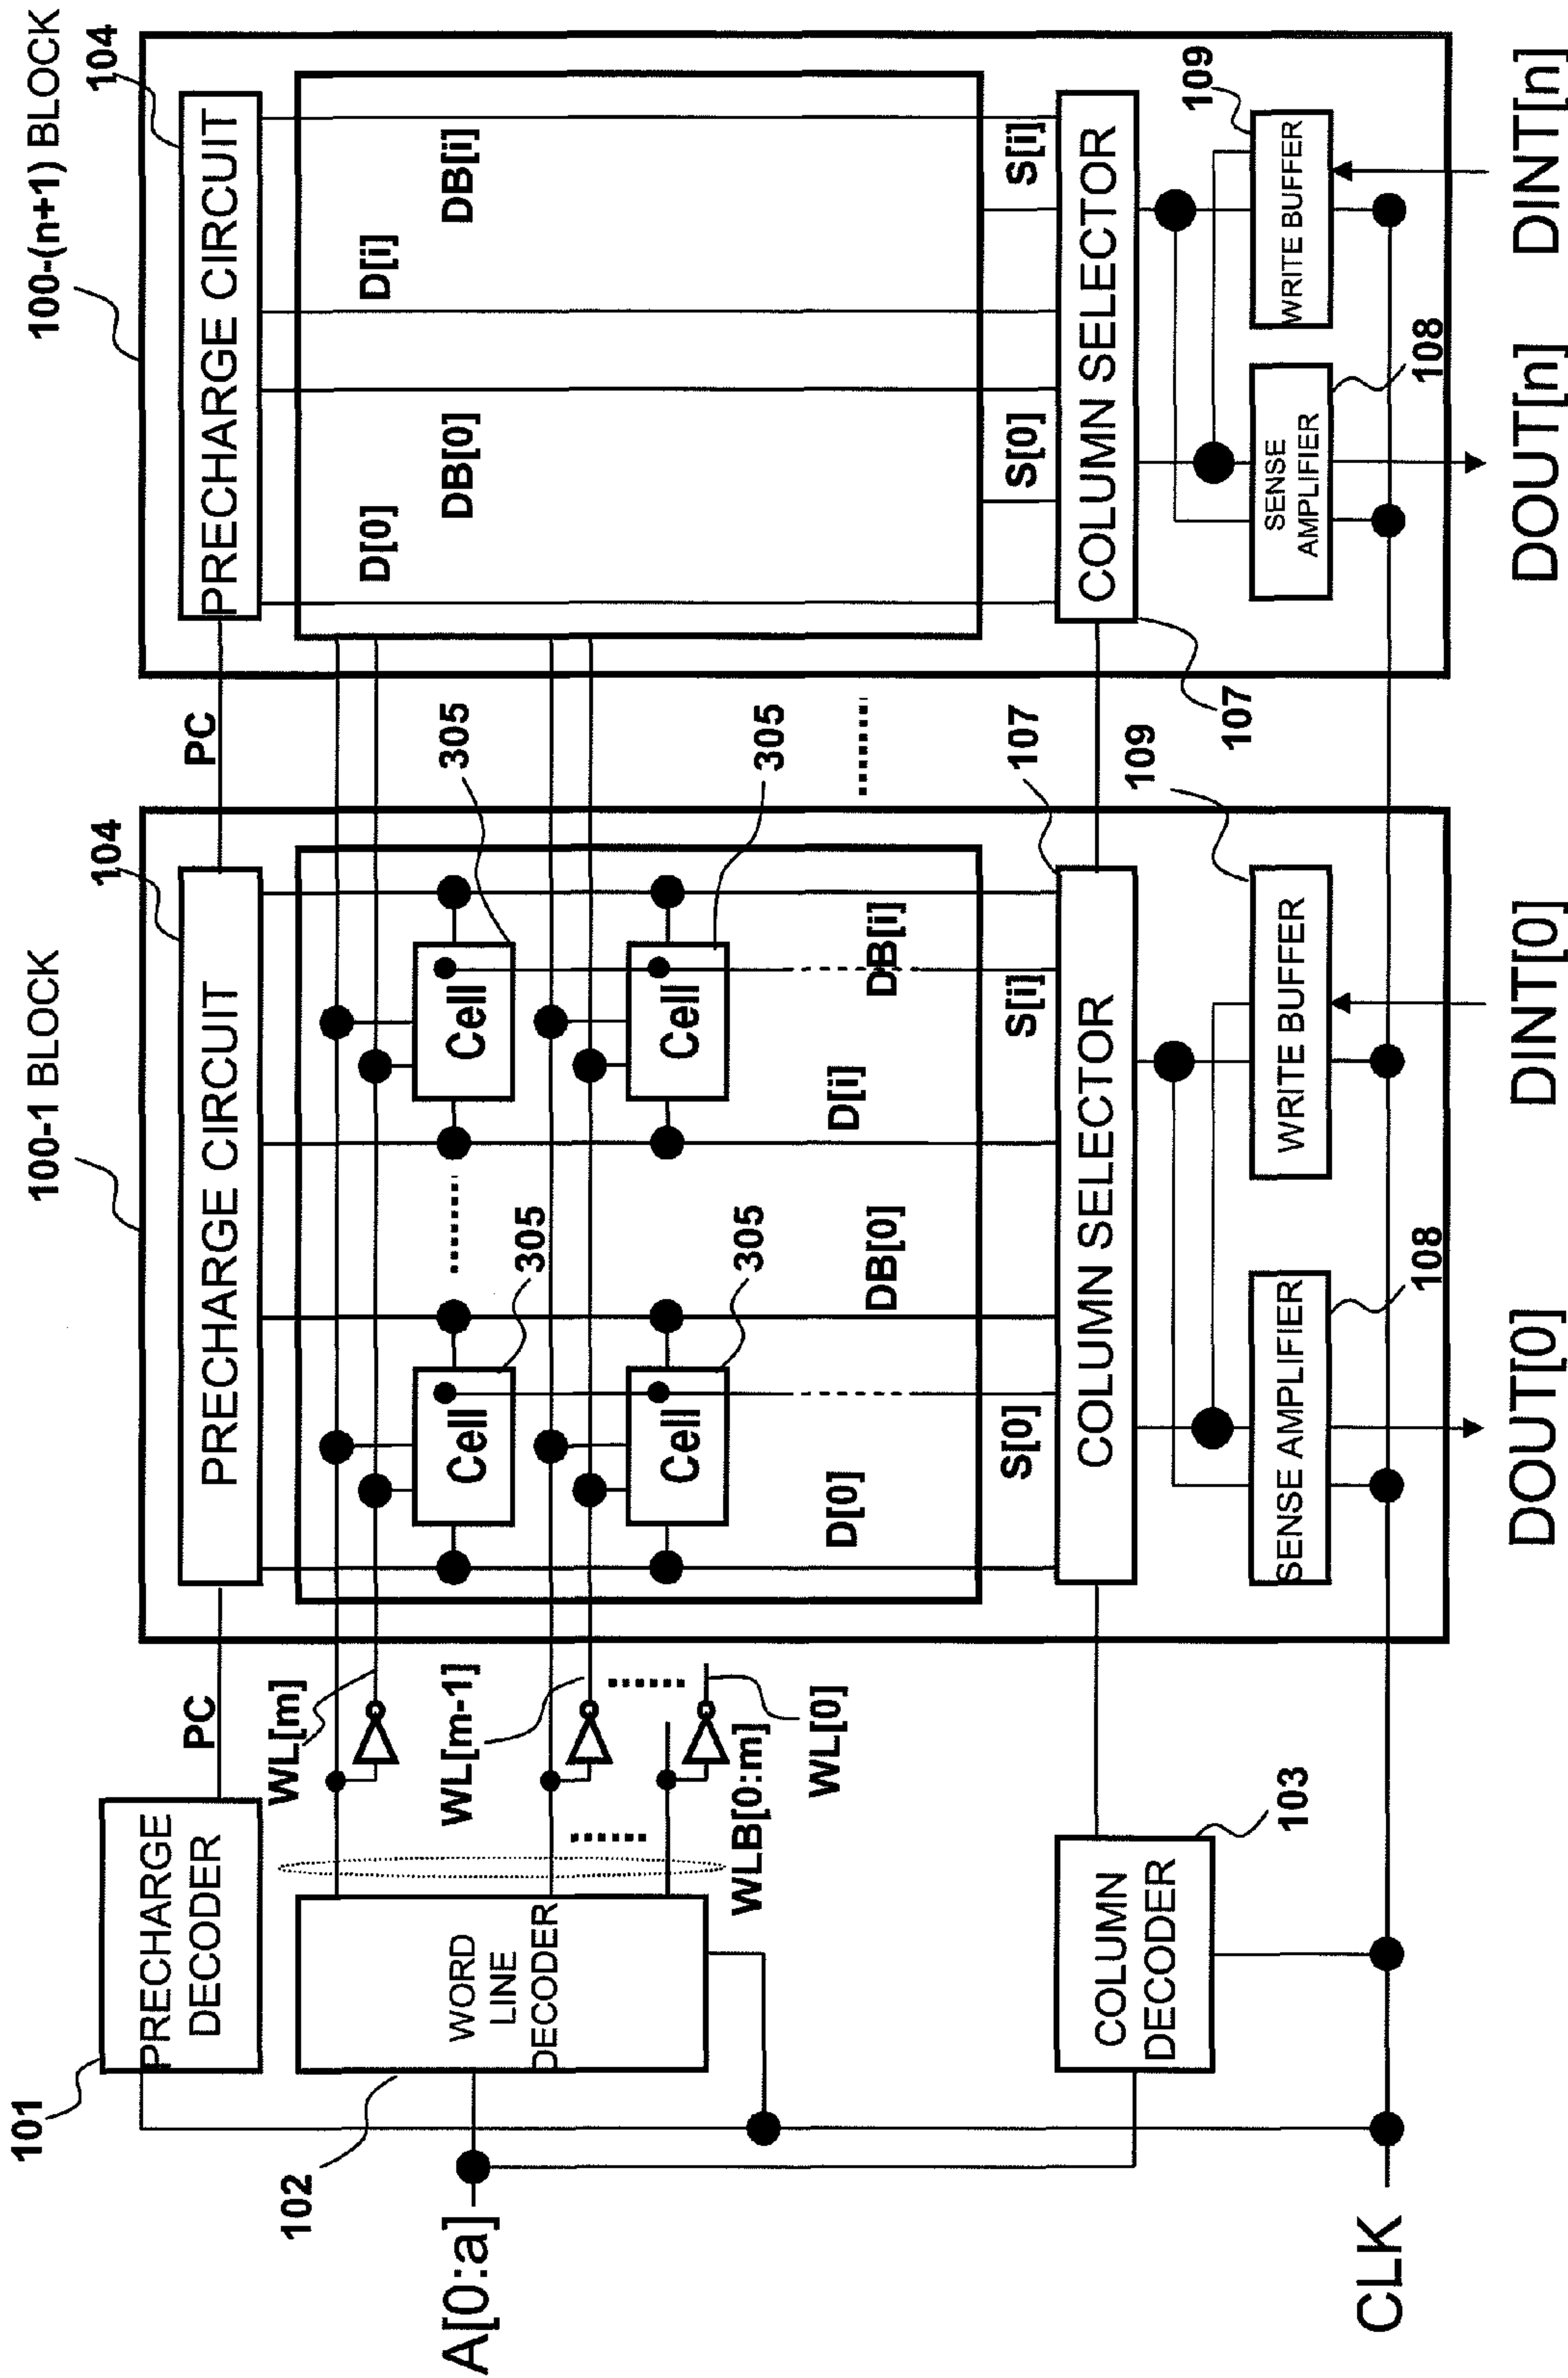 100-1 BLOCK
100-(n+1) BLOCK
101
PRECHARGE
DECODER
PC
104
PRECHARGE CIRCUIT
PC
104
PRECHARGE CIRCUIT
102
A[0:a]
WORD
LINE
DECODER
WL[m]
WL[m-1]
WLB[0:m]
WL[0]
Cell
305
Cell
305
Cell
305
Cell
305
D[0]
DB[0]
D[i]
DB[i]
D[0]
DB[0]
D[i]
DB[i]
S[0]
S[i]
107
S[0]
S[i]
COLUMN
DECODER
103
COLUMN SELECTOR
COLUMN SELECTOR
107
SENSE AMPLIFIER
108
WRITE BUFFER
109
SENSE
AMPLIFIER
108
WRITE BUFFER
109
CLK
DOUT[0]
DINT[0]
DOUT[n]
DINT[n]